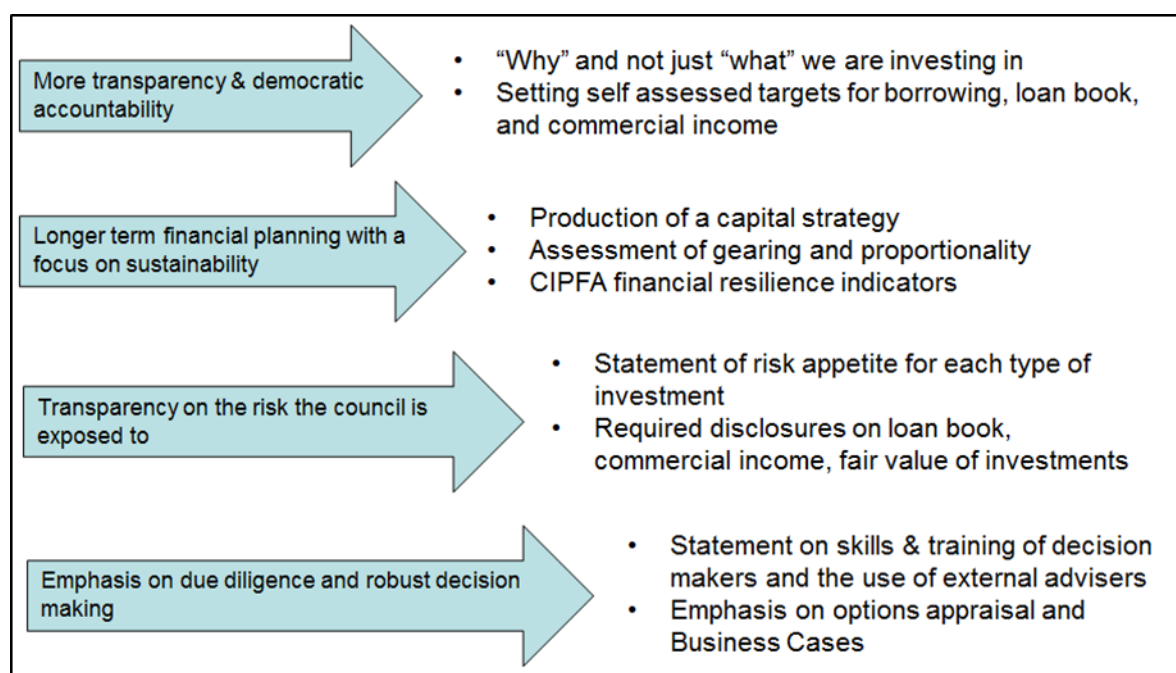 More transparency & democratic
accountability
• "Why" and not just "what" we are investing in
• Setting self assessed targets for borrowing, loan book,
and commercial income
Longer term financial planning with a
focus on sustainability
• Production of a capital strategy
• Assessment of gearing and proportionality
• CIPFA financial resilience indicators
Transparency on the risk the council is
exposed to
• Statement of risk appetite for each type of
investment
• Required disclosures on loan book,
commercial income, fair value of investments
Emphasis on due diligence and robust decision
making
• Statement on skills & training of decision
makers and the use of external advisers
• Emphasis on options appraisal and
Business Cases